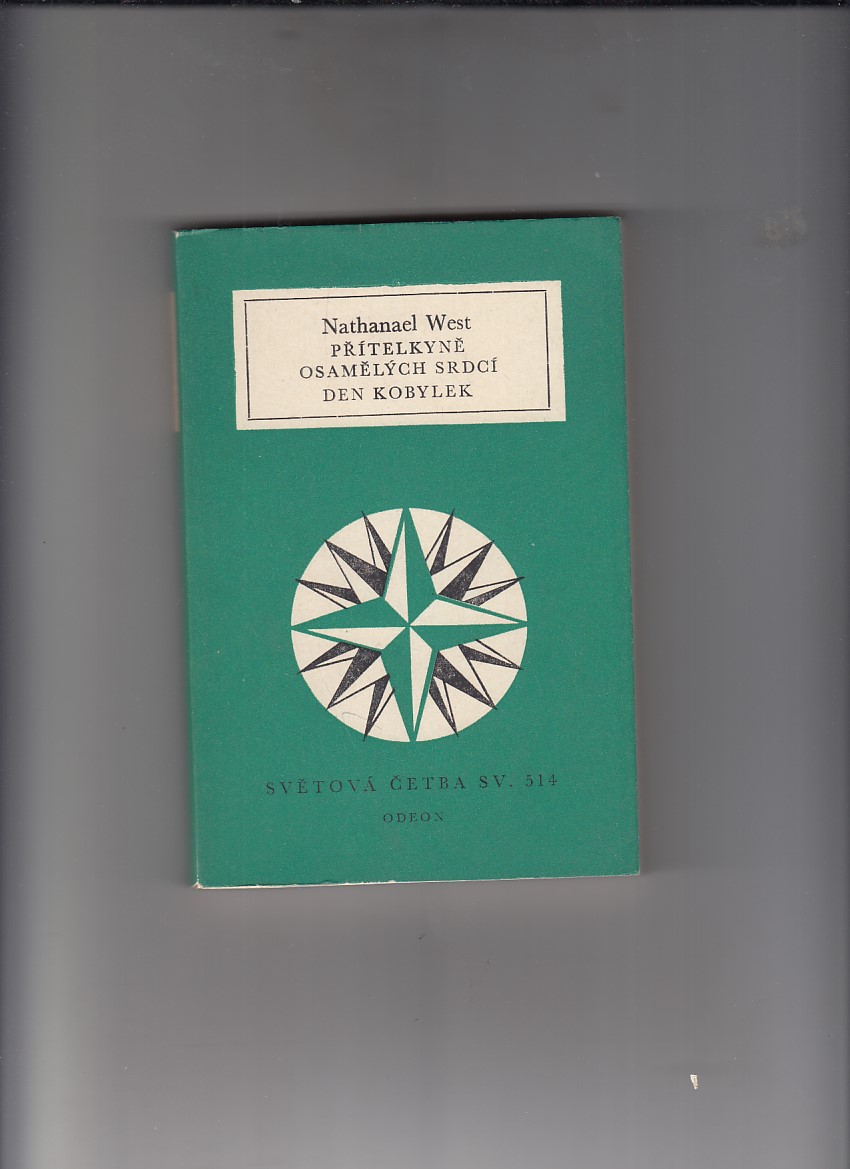 Nathanael West
PŘÍTELKYNĚ
OSAMĚLÝCH SRDCÍ
DEN KOBYLEK
SVĚTOVÁ ČETBA SV. 514
ODEON